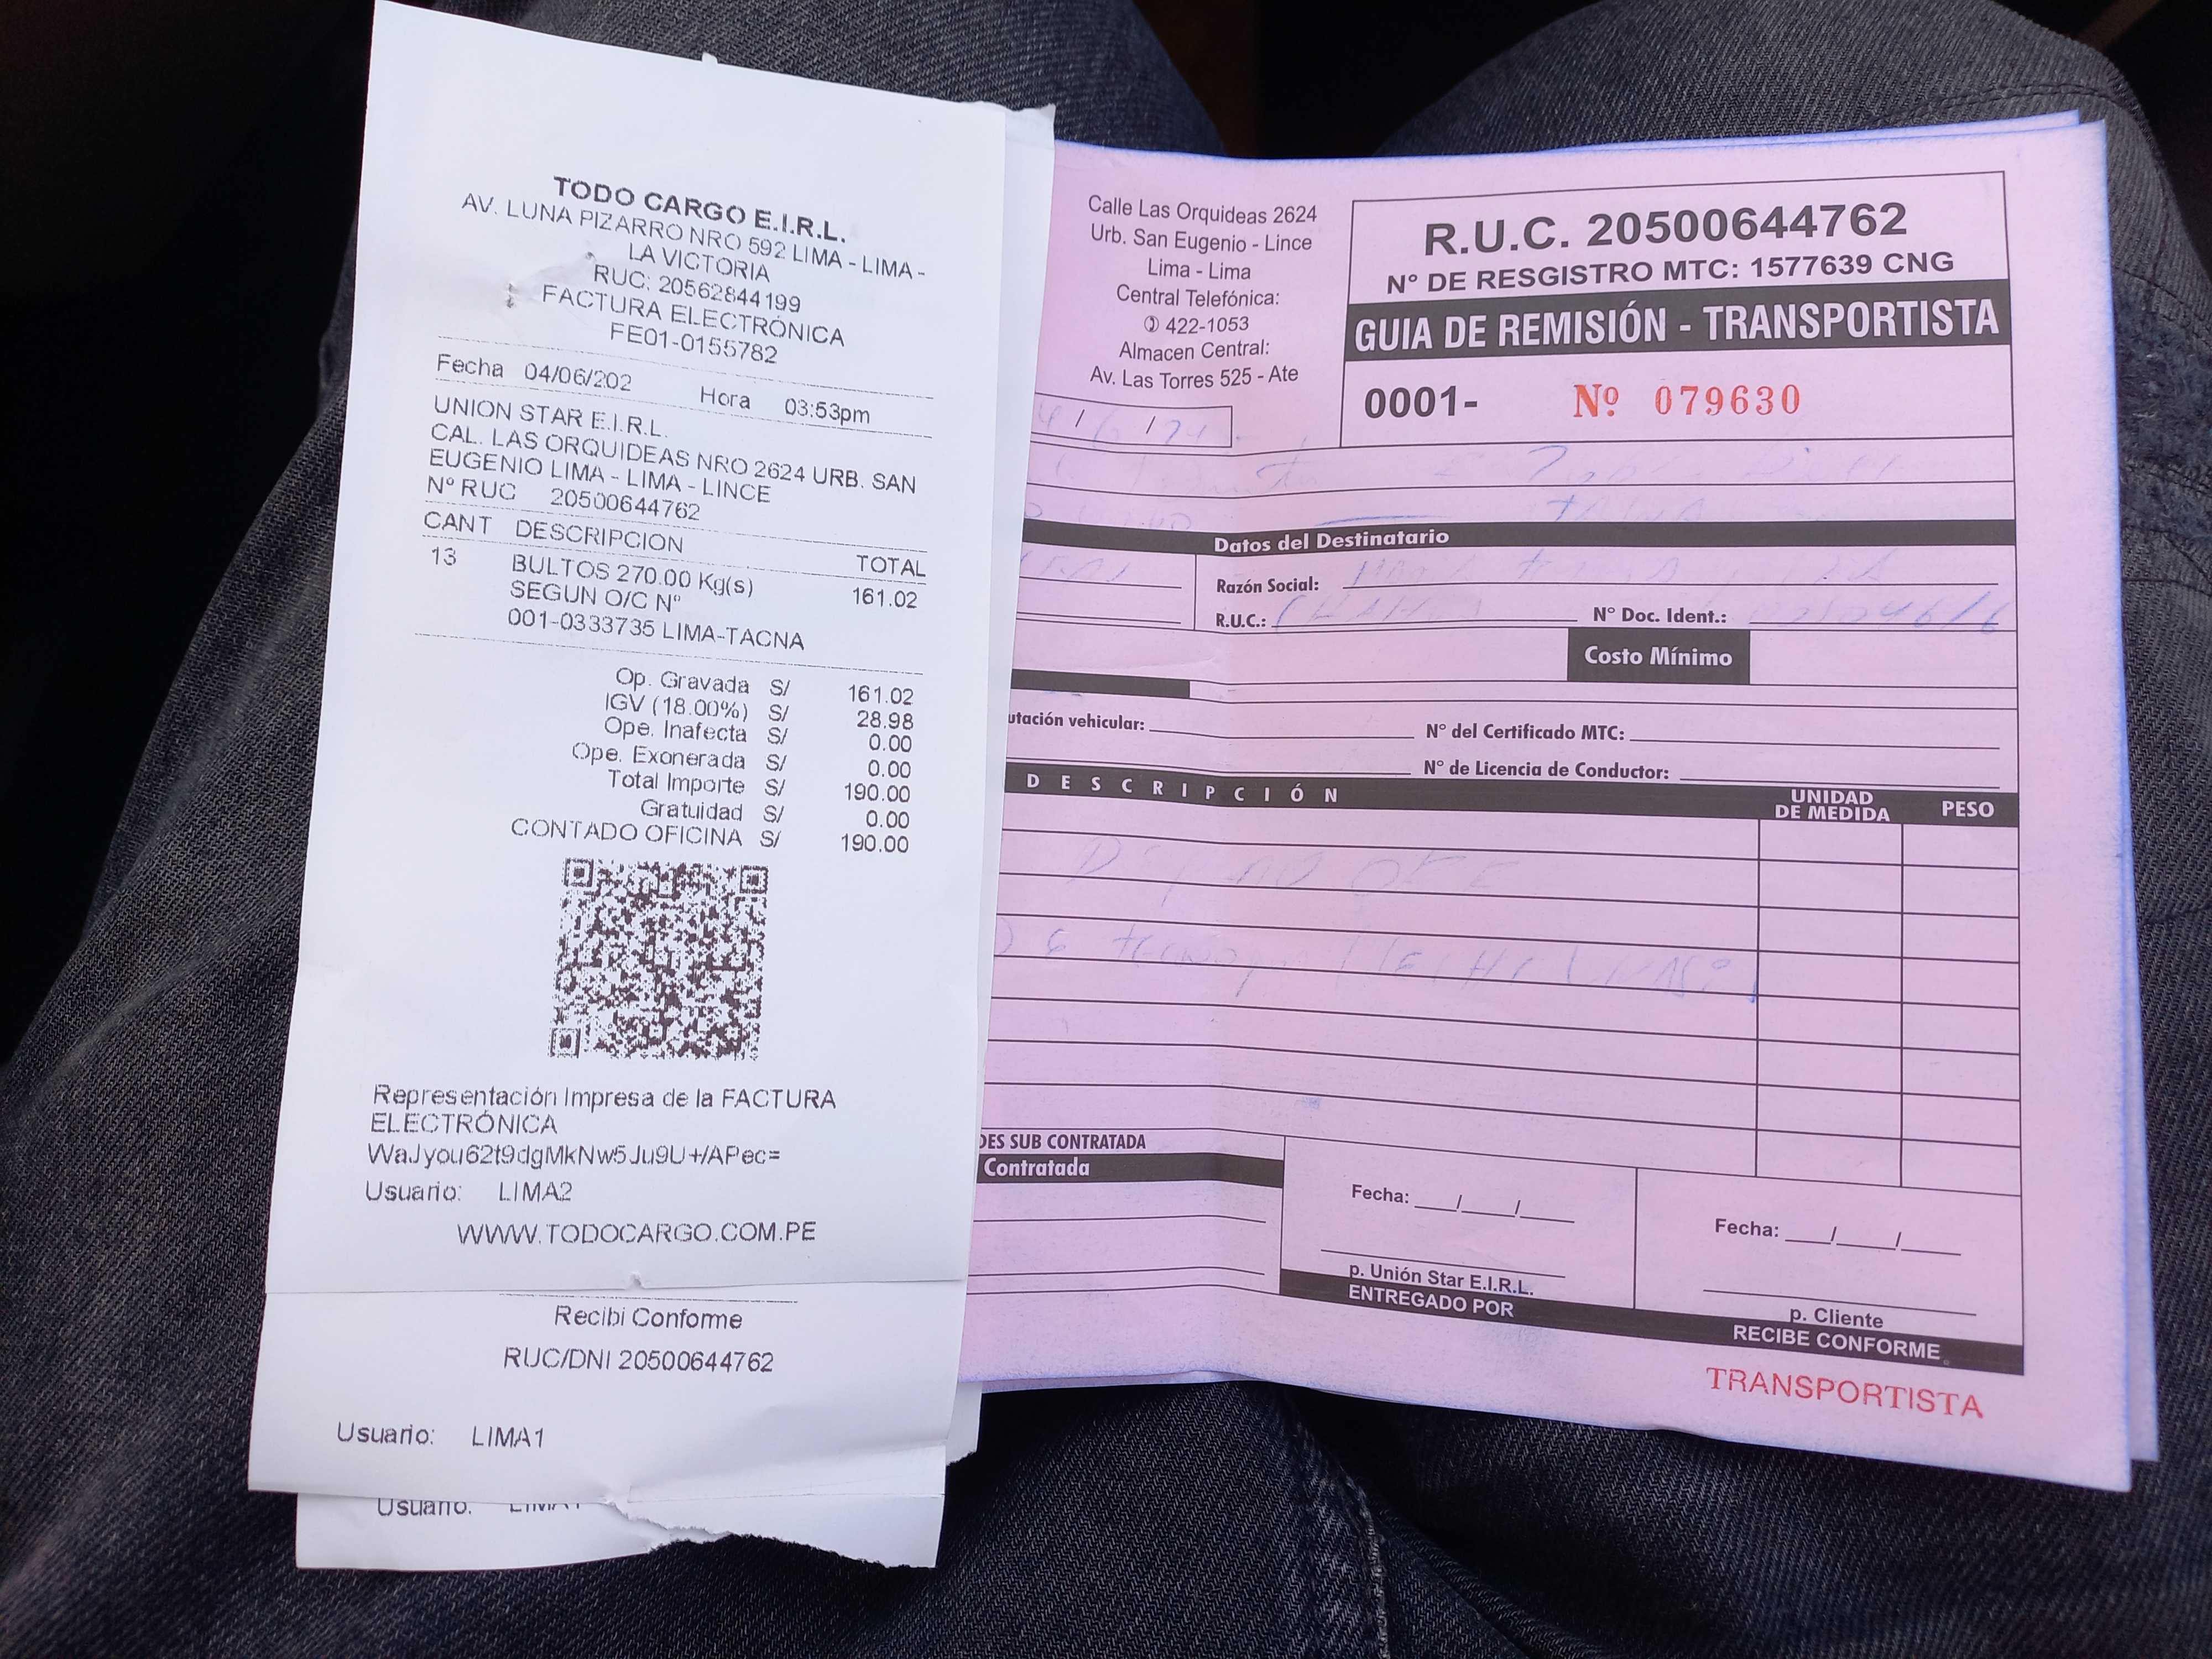 TODO CARGO E.I.R.L.
AV. LUNA PIZARRO NRO 592 LIMA - LIMA -
LA VICTORIA
RUC: 20562844199
FACTURA ELECTRÓNICA
FE01-0155782
Fecha 04/06/202 Hora 03:53pm
UNION STAR E.I.R.L.
CAL. LAS ORQUIDEAS NRO 2624 URB. SAN
EUGENIO LIMA - LIMA - LINCE
Nº RUC 20500644762
CANT DESCRIPCION TOTAL
13 BULTOS 270.00 Kg(s) 161.02
SEGUN O/C Nº
001-0333735 LIMA-TACNA
Op. Gravada S/ 161.02
IGV (18.00%) S/ 28.98
Ope. Inafecta S/ 0.00
Ope. Exonerada S/ 0.00
Total Importe S/ 190.00
Gratuidad S/ 0.00
CONTADO OFICINA S/ 190.00
Representación Impresa de la FACTURA
ELECTRÓNICA
WaJyou62t9dgMkNw5Ju9U+/APec=
Usuario: LIMA2
WWW.TODOCARGO.COM.PE
Recibi Conforme
RUC/DNI 20500644762
Usuario: LIMA1
Usuario: LIMA1
Calle Las Orquideas 2624
Urb. San Eugenio - Lince
Lima - Lima
Central Telefónica:
✆ 422-1053
Almacen Central:
Av. Las Torres 525 - Ate
R.U.C. 20500644762
N° DE RESGISTRO MTC: 1577639 CNG
GUIA DE REMISIÓN - TRANSPORTISTA
0001- Nº 079630
Datos del Destinatario
Razón Social:
R.U.C.: N° Doc. Ident.:
Costo Mínimo
utación vehicular: N° del Certificado MTC:
N° de Licencia de Conductor:
DESCRIPCIÓN UNIDAD DE MEDIDA PESO
DES SUB CONTRATADA
Contratada
Fecha: ___/___/___
p. Unión Star E.I.R.L.
ENTREGADO POR
Fecha: ___/___/___
p. Cliente
RECIBE CONFORME
TRANSPORTISTA